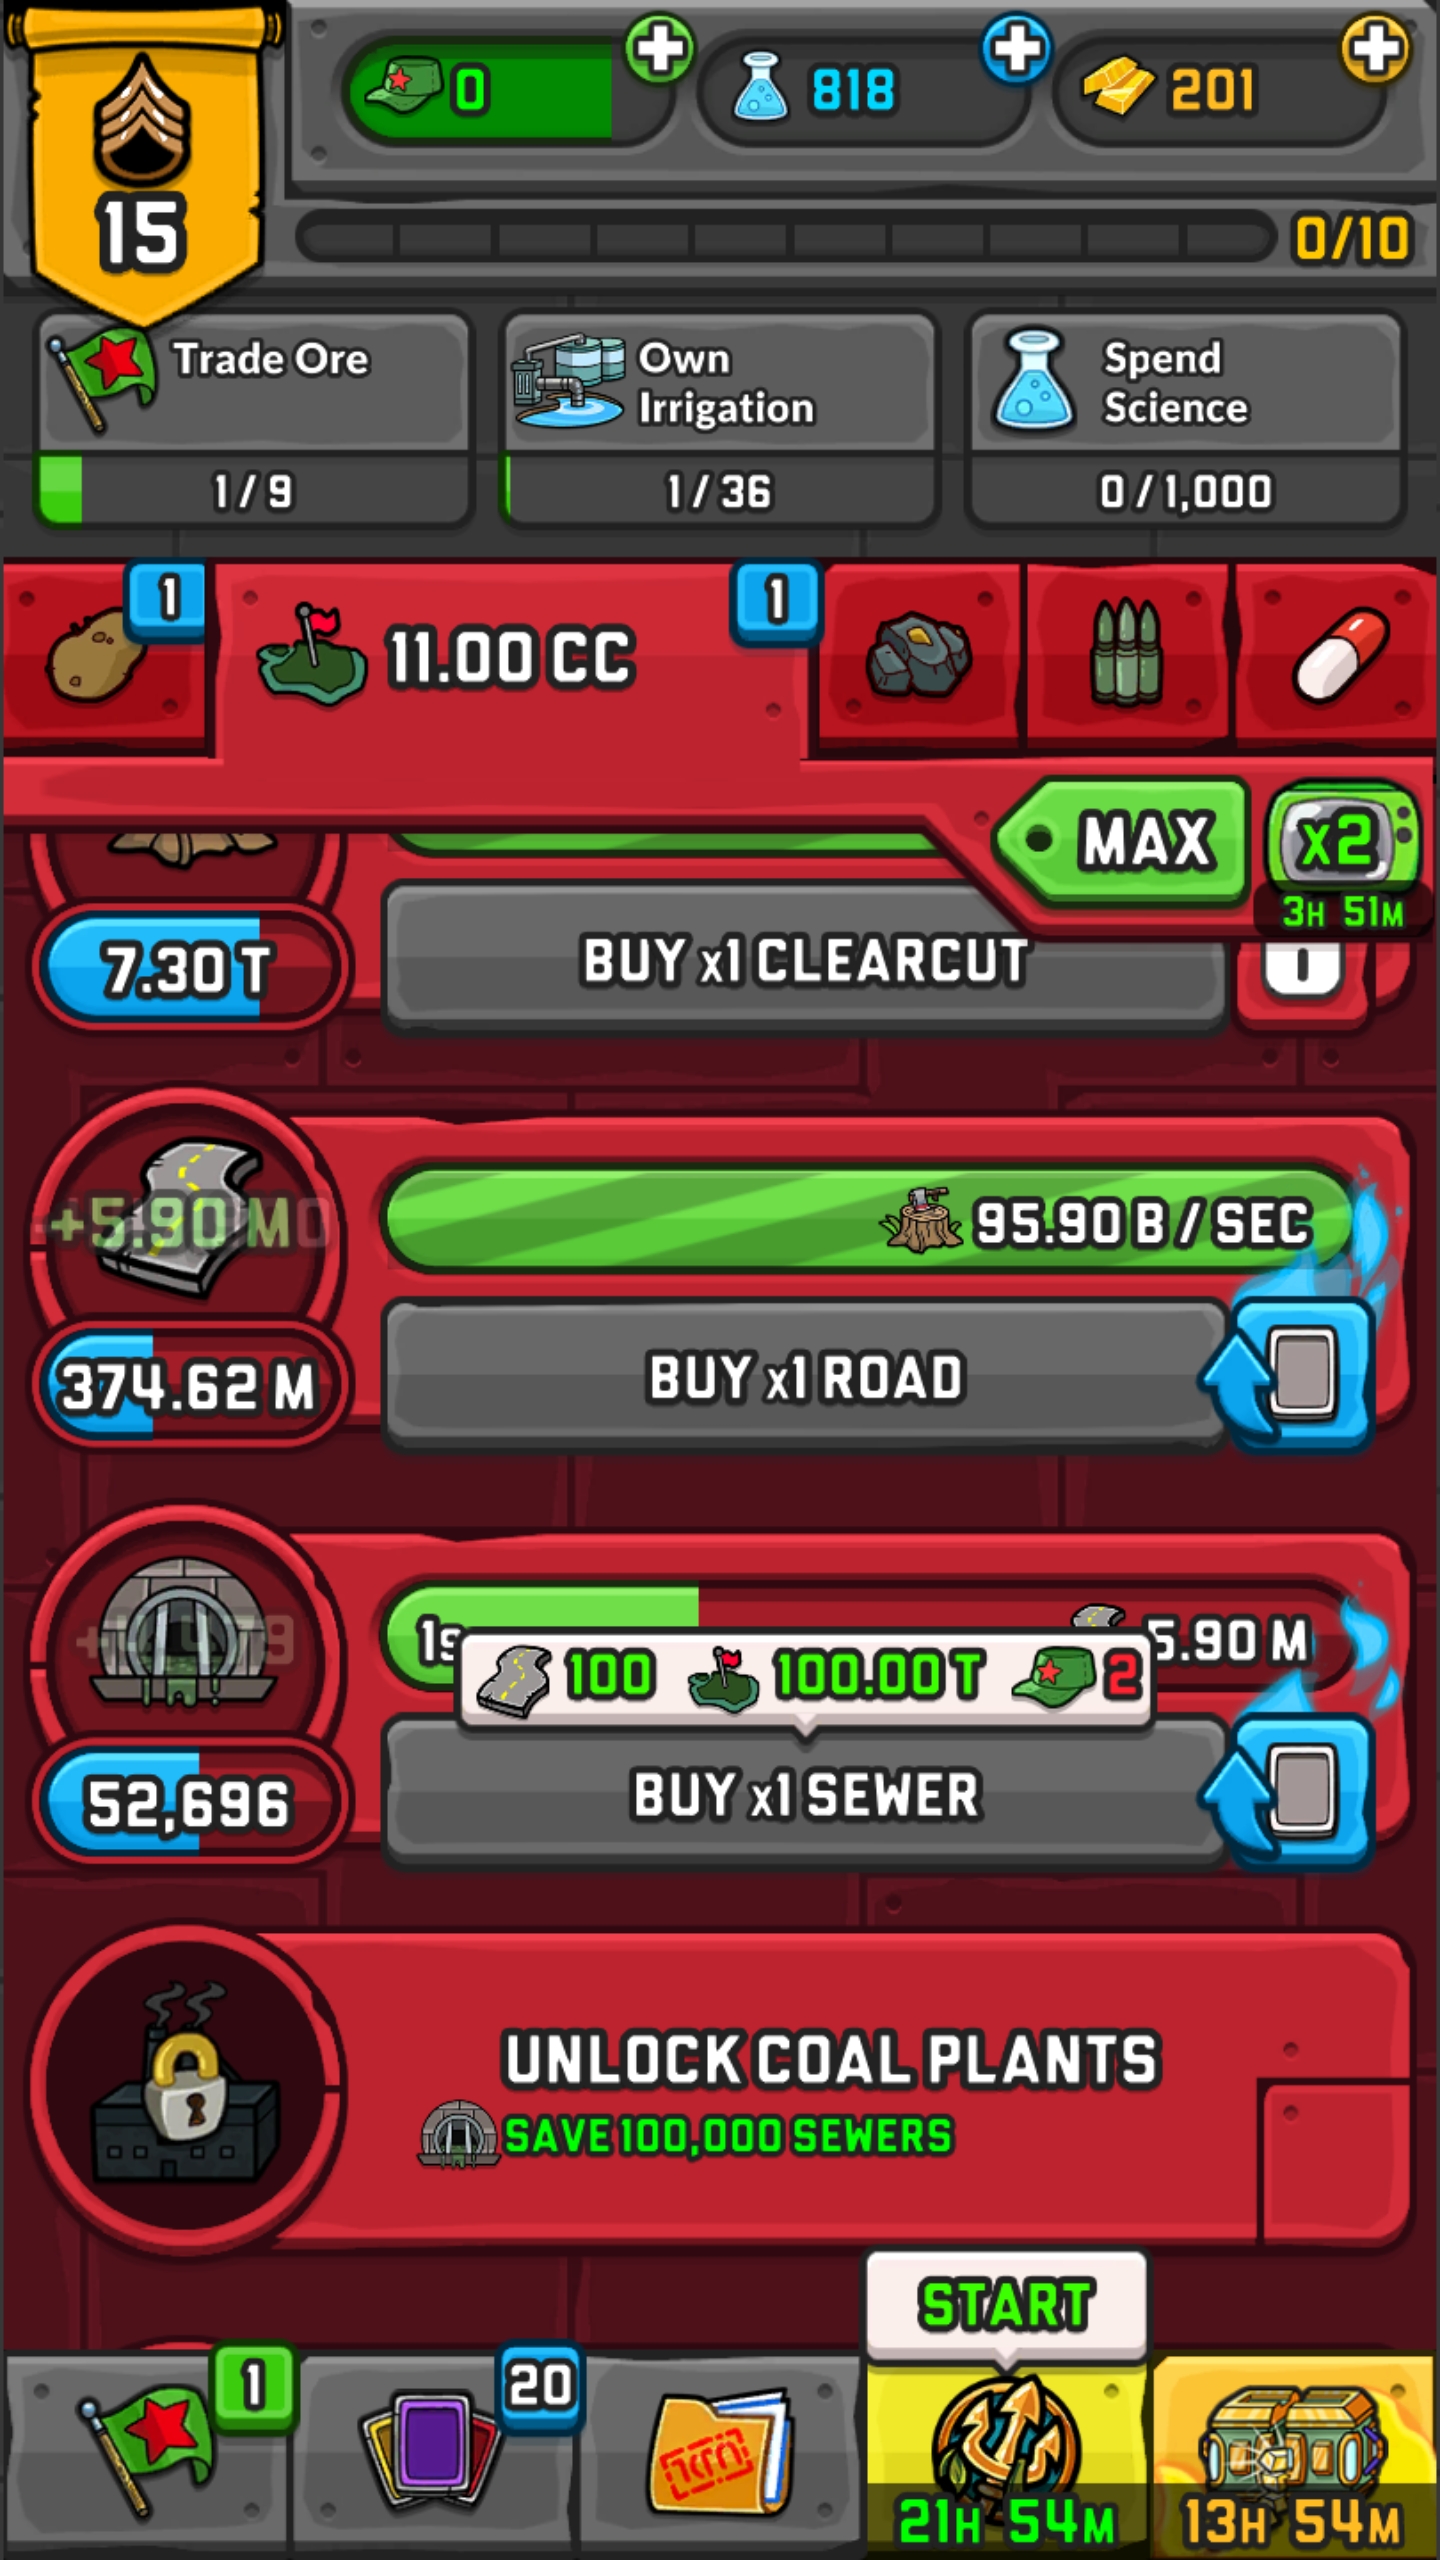 0
818
201
15
0/10
Trade Ore
1/9
Own
Irrigation
1/36
Spend
Science
0/1,000
1
11.00 CC
1
MAX
x2
3H 51M
7.30 T
BUY x1 CLEARCUT
95.90 B / SEC
374.62 M
BUY x1 ROAD
1s
5.90 M
100
100.00 T
2
52,696
BUY x1 SEWER
UNLOCK COAL PLANTS
SAVE 100,000 SEWERS
START
1
20
21H 54M
13H 54M